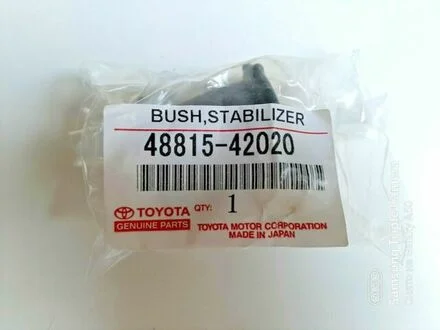 BUSH,STABILIZER
48815-42020
TOYOTA
GENUINE PARTS
QTY: 1
TOYOTA MOTOR CORPORATION
MADE IN JAPAN